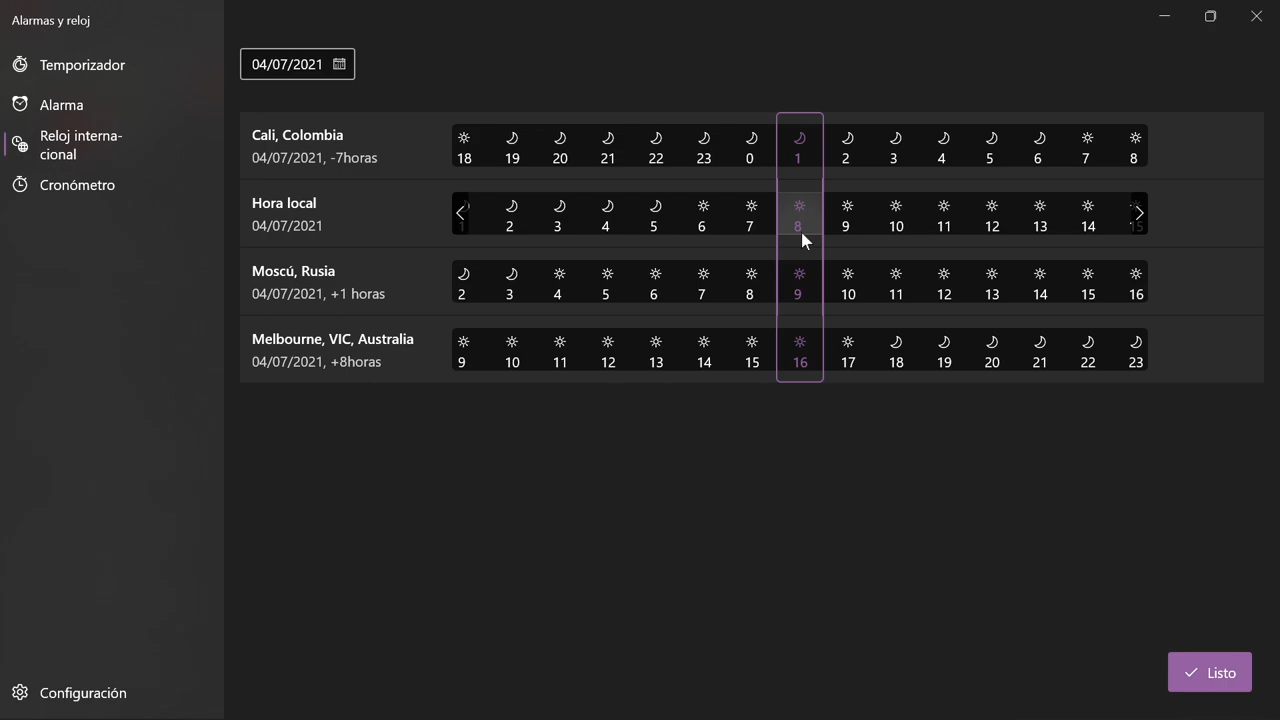 Alarmas y reloj
Temporizador
Alarma
Reloj interna-
cional
Cronómetro
Configuración
04/07/2021
Cali, Colombia
04/07/2021, -7horas
18 19 20 21 22 23 0 1 2 3 4 5 6 7 8
Hora local
04/07/2021
1 2 3 4 5 6 7 8 9 10 11 12 13 14 15
Moscú, Rusia
04/07/2021, +1 horas
2 3 4 5 6 7 8 9 10 11 12 13 14 15 16
Melbourne, VIC, Australia
04/07/2021, +8horas
9 10 11 12 13 14 15 16 17 18 19 20 21 22 23
Listo